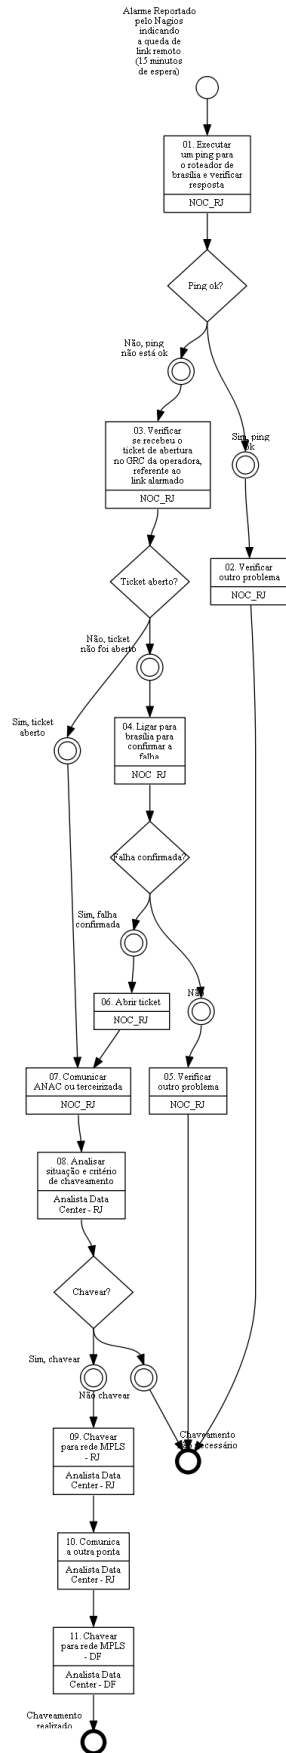 Alarme Reportado
pelo Nagios
indicando
a queda de
link remoto
(15 minutos
de espera)
01. Executar
um ping para
o roteador de
brasília e verificar
resposta
NOC_RJ
Ping ok?
Não, ping
não está ok
Sim, ping
ok
03. Verificar
se recebeu o
ticket de abertura
no GRC da operadora,
referente ao
link alarmado
NOC_RJ
02. Verificar
outro problema
NOC_RJ
Ticket aberto?
Não, ticket
não foi aberto
Sim, ticket
aberto
04. Ligar para
brasília para
confirmar a
falha
NOC_RJ
Falha confirmada?
Sim, falha
confirmada
Não
06. Abrir ticket
NOC_RJ
07. Comunicar
ANAC ou terceirizada
NOC_RJ
05. Verificar
outro problema
NOC_RJ
08. Analisar
situação e critério
de chaveamento
Analista Data
Center - RJ
Chavear?
Sim, chavear
Não chavear
09. Chavear
para rede MPLS
- RJ
Analista Data
Center - RJ
Chaveamento
não necessário
10. Comunica
a outra ponta
Analista Data
Center - RJ
11. Chavear
para rede MPLS
- DF
Analista Data
Center - DF
Chaveamento
realizado